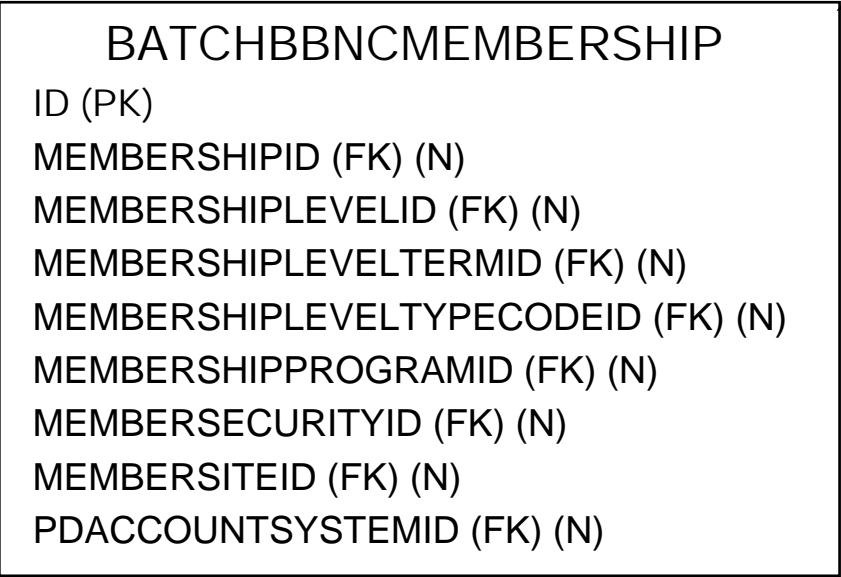 BATCHBBNCMEMBERSHIP
ID (PK)
MEMBERSHIPID (FK) (N)
MEMBERSHIPLEVELID (FK) (N)
MEMBERSHIPLEVELTERMID (FK) (N)
MEMBERSHIPLEVELTYPECODEID (FK) (N)
MEMBERSHIPPROGRAMID (FK) (N)
MEMBERSECURITYID (FK) (N)
MEMBERSITEID (FK) (N)
PDACCOUNTSYSTEMID (FK) (N)